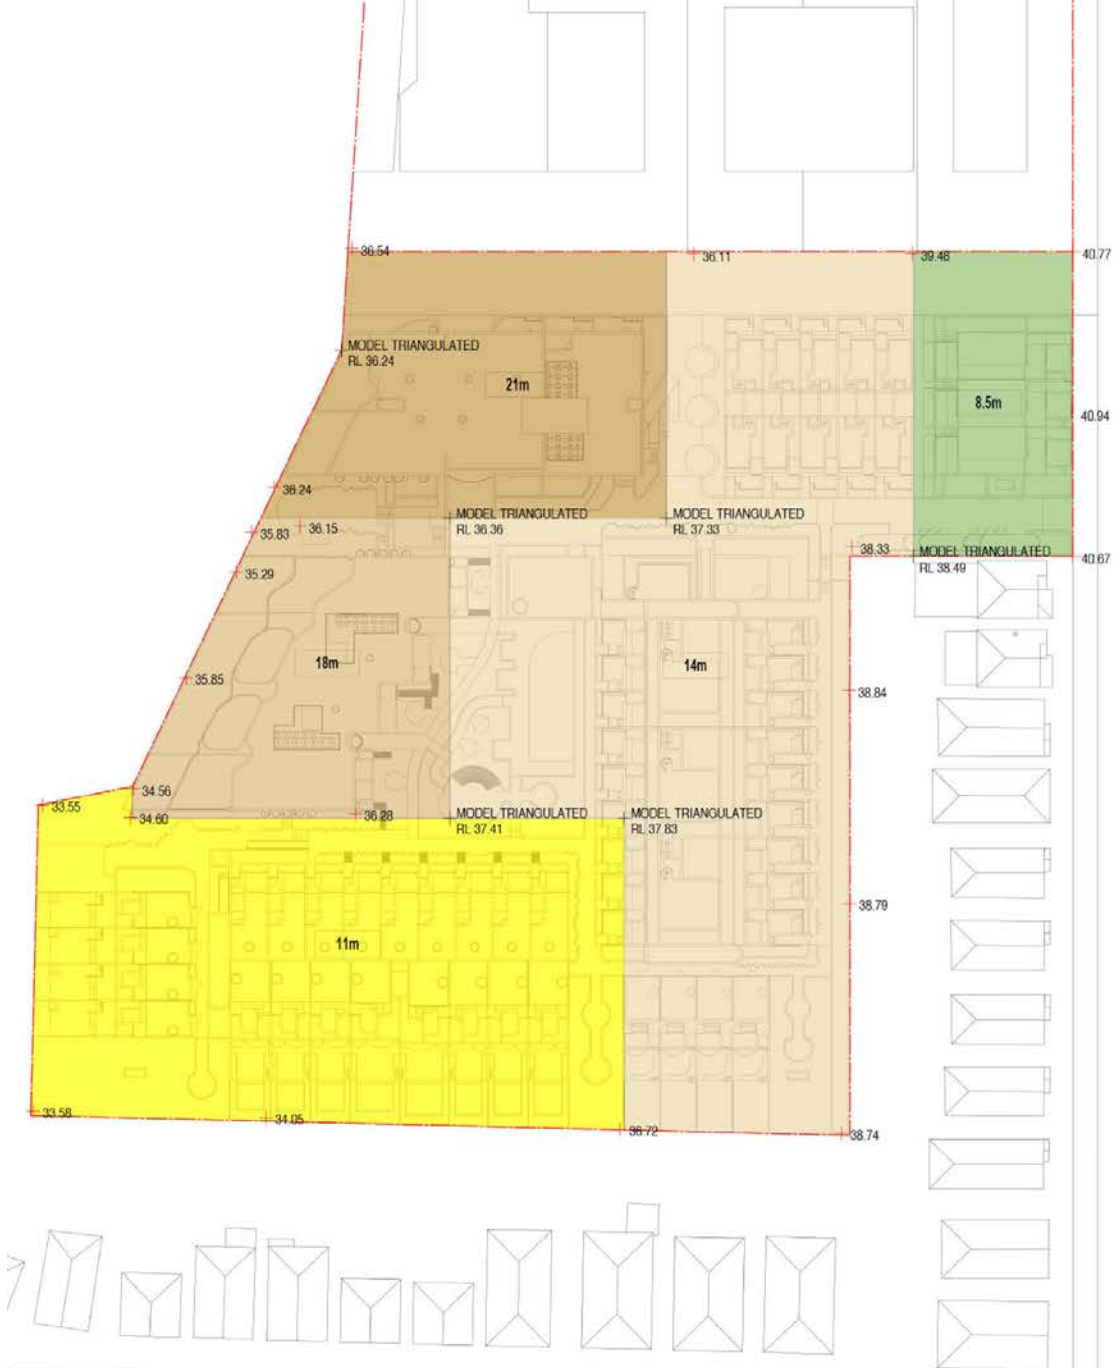 36.54
36.11
39.48
40.77
MODEL TRIANGULATED
RL 36.24
21m
8.5m
40.94
36.24
MODEL TRIANGULATED
RL 36.36
MODEL TRIANGULATED
RL 37.33
36.15
35.83
38.33
MODEL TRIANGULATED
RL 38.49
40.67
35.29
18m
14m
35.85
38.84
34.56
33.55
34.60
36.28
MODEL TRIANGULATED
RL 37.41
MODEL TRIANGULATED
RL 37.83
38.79
11m
33.58
34.05
36.72
38.74